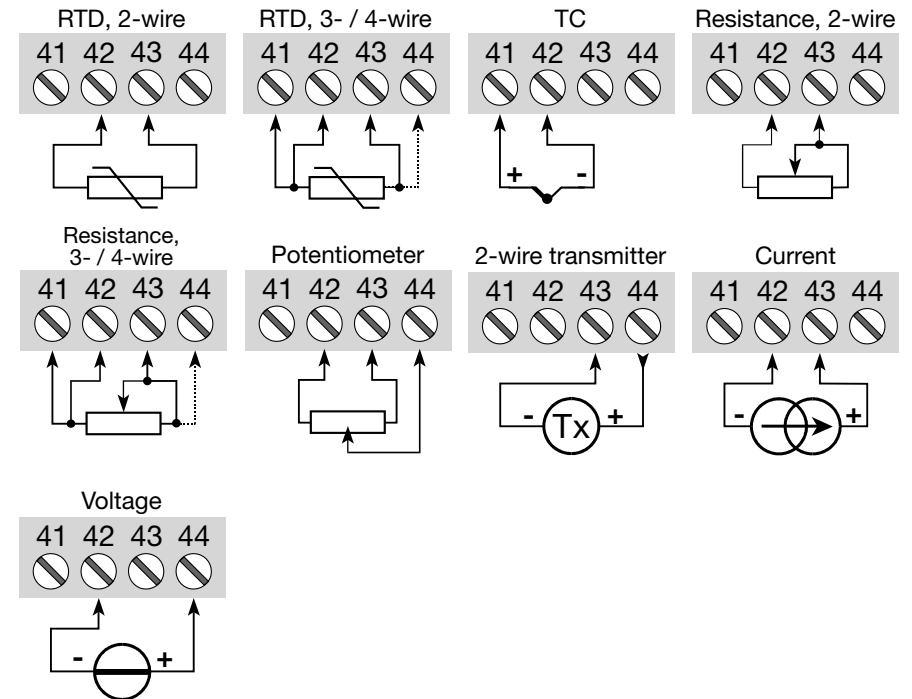 RTD, 2-wire
41 42 43 44
RTD, 3- / 4-wire
41 42 43 44
TC
41 42 43 44
+ -
Resistance, 2-wire
41 42 43 44
Resistance,
3- / 4-wire
41 42 43 44
Potentiometer
41 42 43 44
2-wire transmitter
41 42 43 44
- Tx +
Current
41 42 43 44
- +
Voltage
41 42 43 44
- +